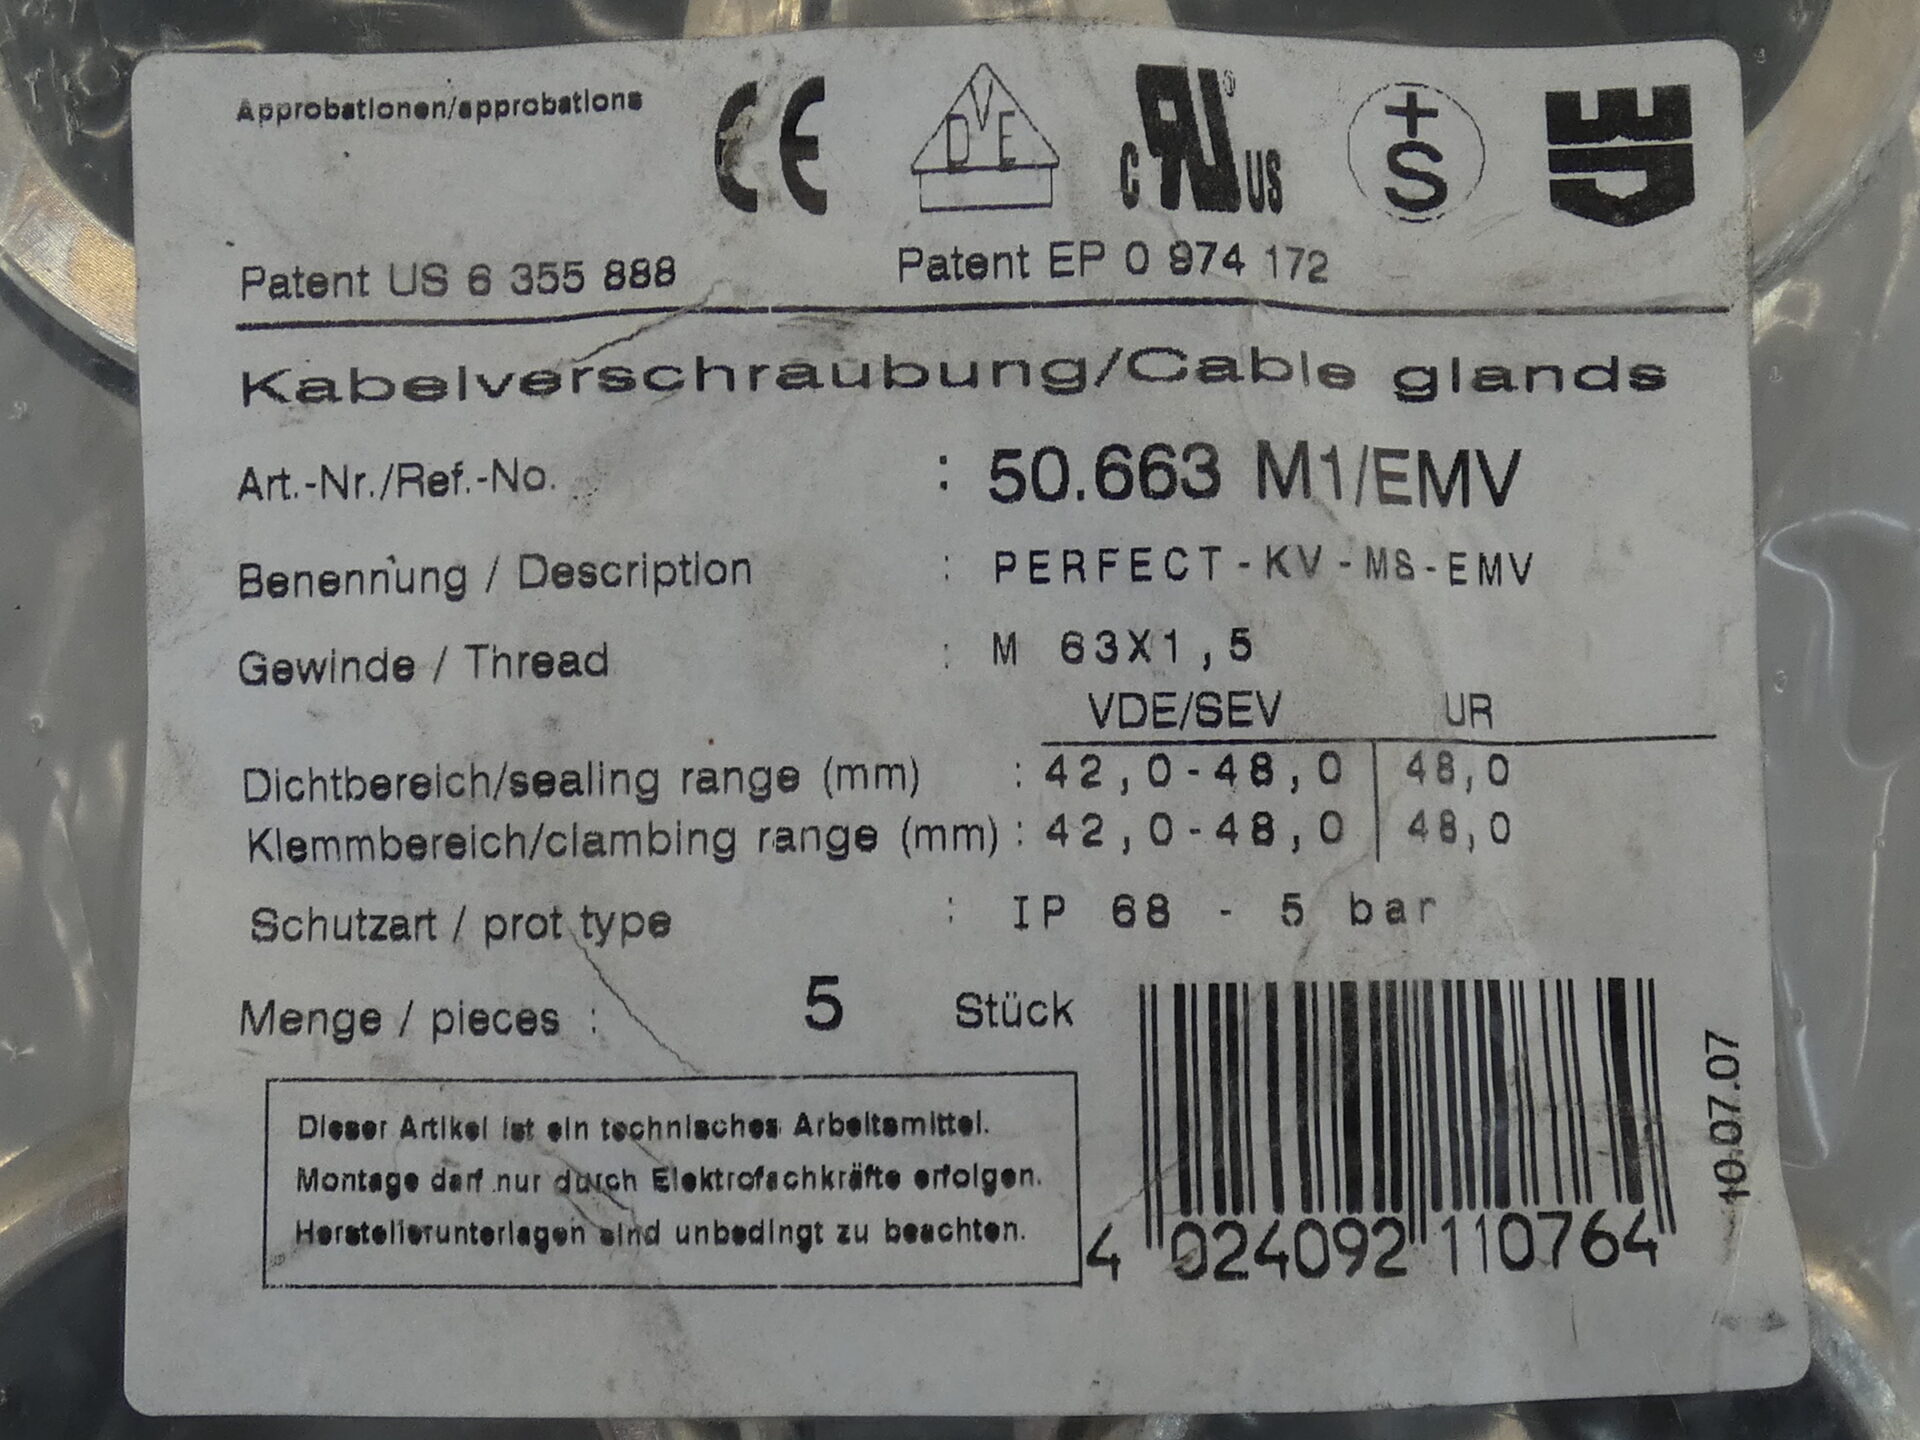 Approbationen/approbations
CE
VDE
c RU US
+S
Patent US 6 355 888 Patent EP 0 974 172
Kabelverschraubung/Cable glands
Art.-Nr./Ref.-No. : 50.663 M1/EMV
Benennung / Description : PERFECT-KV-MS-EMV
Gewinde / Thread : M 63X1,5
VDE/SEV UR
Dichtbereich/sealing range (mm) : 42,0-48,0 48,0
Klemmbereich/clambing range (mm) : 42,0-48,0 48,0
Schutzart / prot type : IP 68 - 5 bar
Menge / pieces : 5 Stück
Dieser Artikel ist ein technisches Arbeitsmittel.
Montage darf nur durch Elektrofachkräfte erfolgen.
Herstellerunterlagen sind unbedingt zu beachten.
4 024092 110764
10.07.07